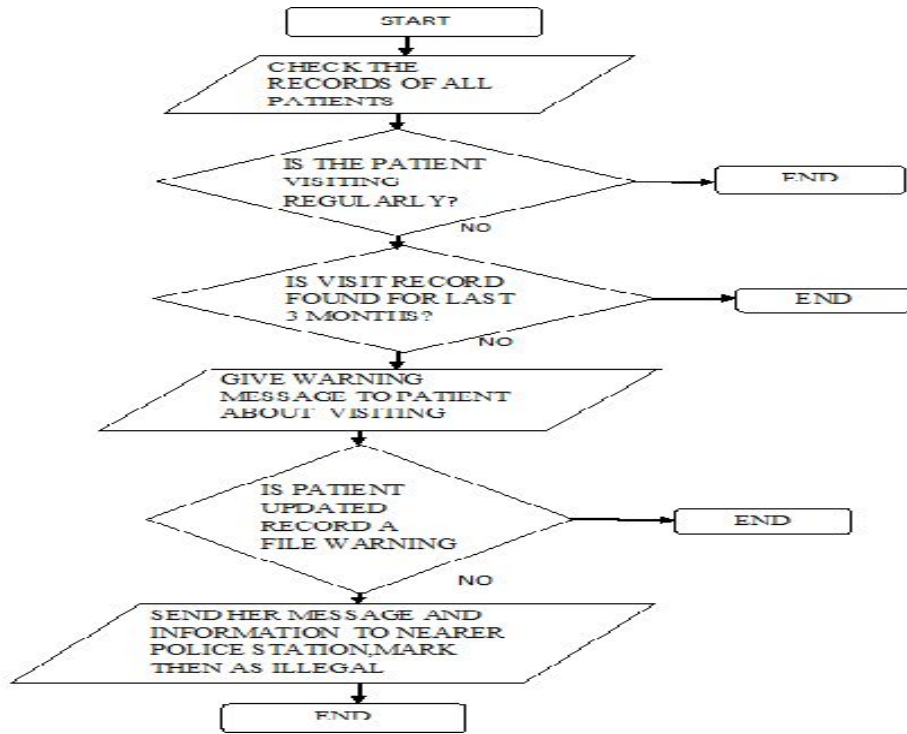 START
CHECK THE
RECORDS OF ALL
PATIENTS
IS THE PATIENT
VISITING
REGULARLY?
END
NO
IS VISIT RECORD
FOUND FOR LAST
3 MONTHS?
END
NO
GIVE WARNING
MESSAGE TO PATIENT
ABOUT VISITING
IS PATIENT
UPDATED
RECORD A
FILE WARNING
END
NO
SEND HER MESSAGE AND
INFORMATION TO NEARER
POLICE STATION,MARK
THEN AS ILLEGAL
END